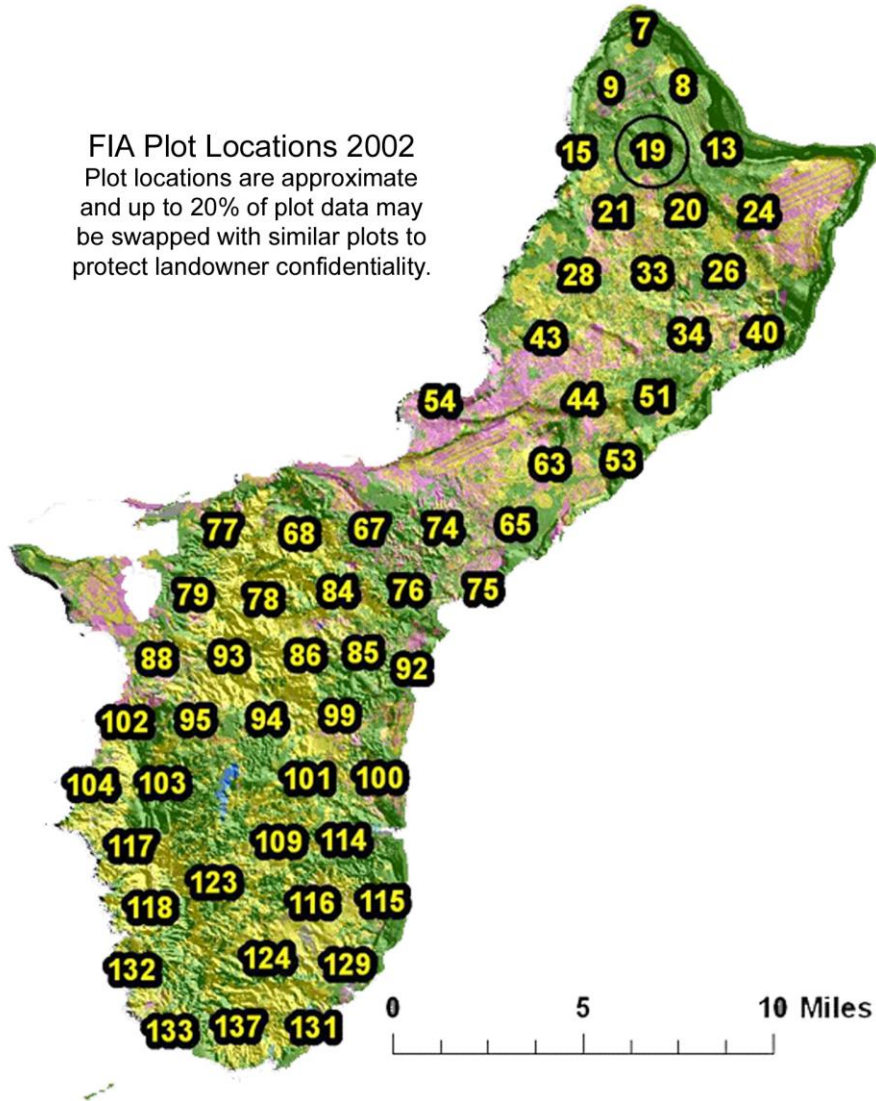 7
9 8
FIA Plot Locations 2002
15 19 13
Plot locations are approximate
and up to 20% of plot data may
21 20 24
be swapped with similar plots to
protect landowner confidentiality.
28 33 26
43 34 40
54 44 51
63 53
77 68 67 74 65
79 78 84 76 75
88 93 86 85 92
102 95 94 99
104 103 101 100
117 109 114
123
118 116 115
132 124 129
0 5 10 Miles
133 137 131